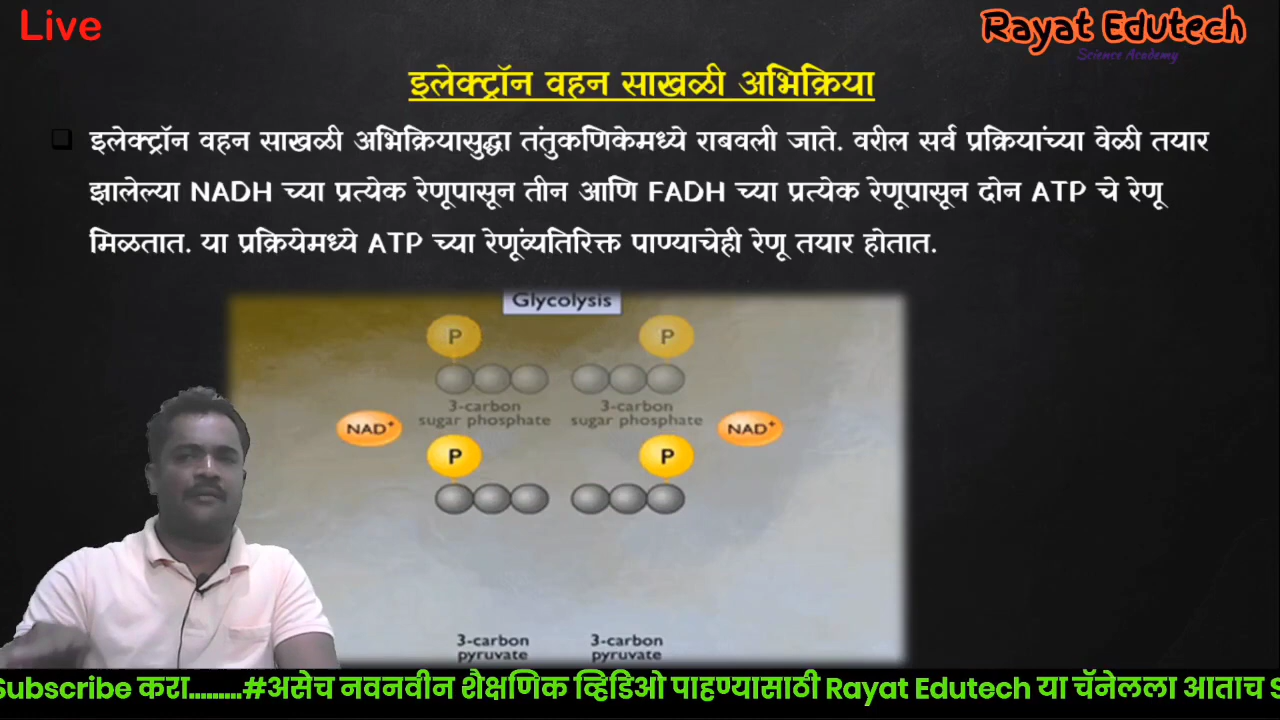 Live
Rayat Edutech
Science Academy
इलेक्ट्रॉन वहन साखळी अभिक्रिया
इलेक्ट्रॉन वहन साखळी अभिक्रियासुद्धा तंतुकणिकेमध्ये राबवली जाते. वरील सर्व प्रक्रियांच्या वेळी तयार
झालेल्या NADH च्या प्रत्येक रेणूपासून तीन आणि FADH च्या प्रत्येक रेणूपासून दोन ATP चे रेणू
मिळतात. या प्रक्रियेमध्ये ATP च्या रेणूंव्यतिरिक्त पाण्याचेही रेणू तयार होतात.
Glycolysis
P P
3-carbon 3-carbon
sugar phosphate sugar phosphate
NAD+ NAD+
P P
3-carbon 3-carbon
pyruvate pyruvate
Subscribe करा.........#असेच नवनवीन शैक्षणिक व्हिडिओ पाहण्यासाठी Rayat Edutech या चॅनेलला आताच S